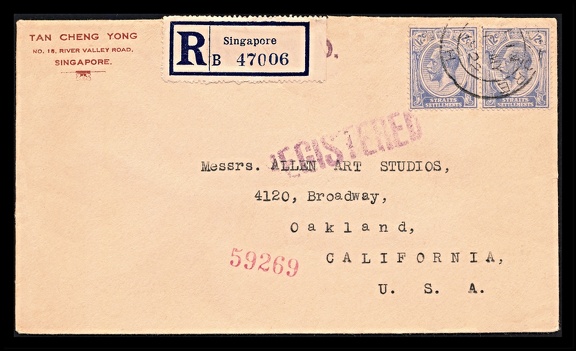 TAN CHENG YONG
NO. 18, RIVER VALLEY ROAD,
SINGAPORE.
R
Singapore
B 47006
D.
STRAITS
SETTLEMENTS
STRAITS
SETTLEMENTS
REGISTERED
Messrs. ALLEN ART STUDIOS,
4120, Broadway,
Oakland,
CALIFORNIA,
U. S. A.
59269